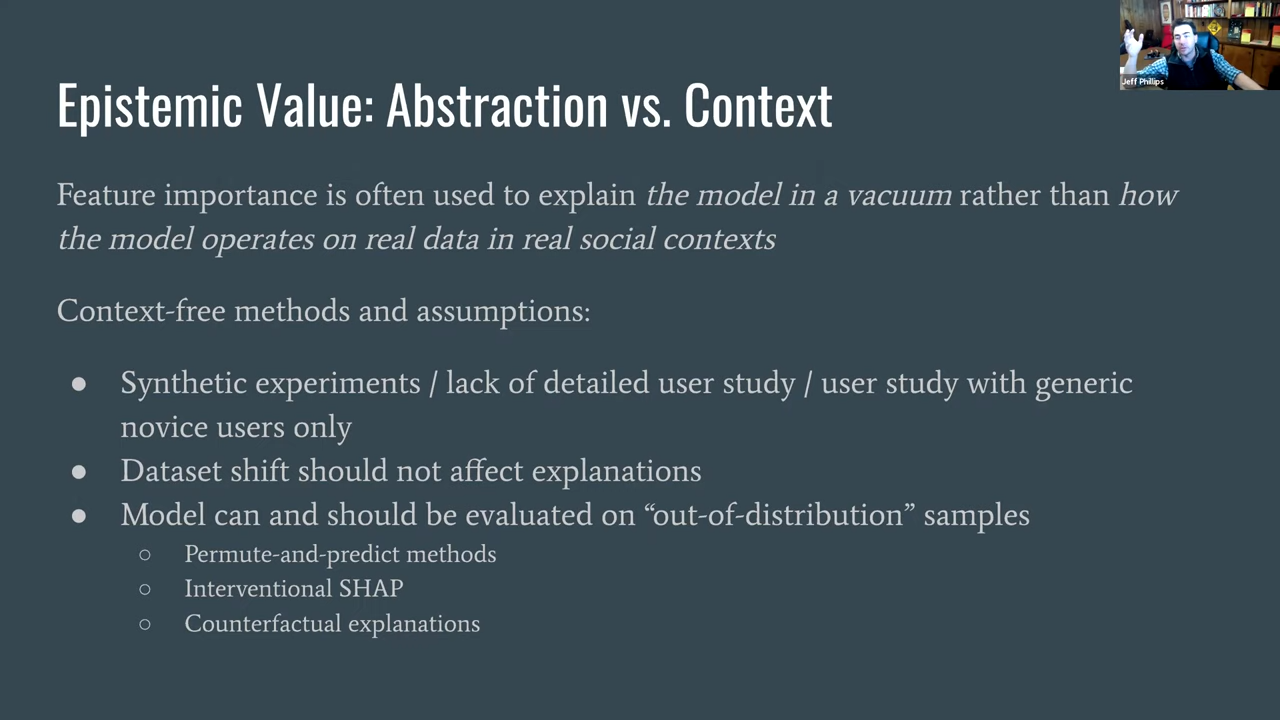 Epistemic Value: Abstraction vs. Context
Jeff Phillips
Feature importance is often used to explain the model in a vacuum rather than how
the model operates on real data in real social contexts
Context-free methods and assumptions:
● Synthetic experiments / lack of detailed user study / user study with generic
novice users only
● Dataset shift should not affect explanations
● Model can and should be evaluated on “out-of-distribution” samples
○ Permute-and-predict methods
○ Interventional SHAP
○ Counterfactual explanations